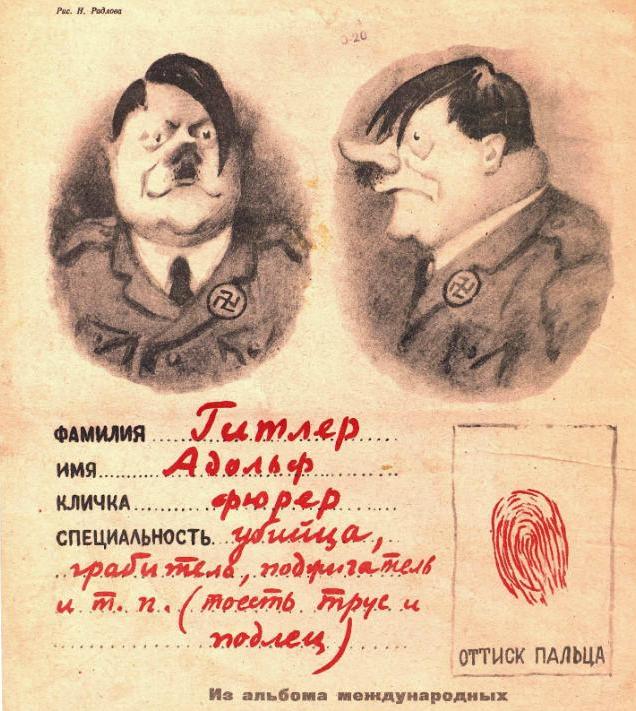 Рис. Н. Радлова
ФАМИЛИЯ Гитлер
ИМЯ Адольф
КЛИЧКА фюрер
СПЕЦИАЛЬНОСТЬ убийца,
грабитель, поджигатель
и т. п. (тоесть трус и
подлец)
ОТТИСК ПАЛЬЦА
Из альбома международных